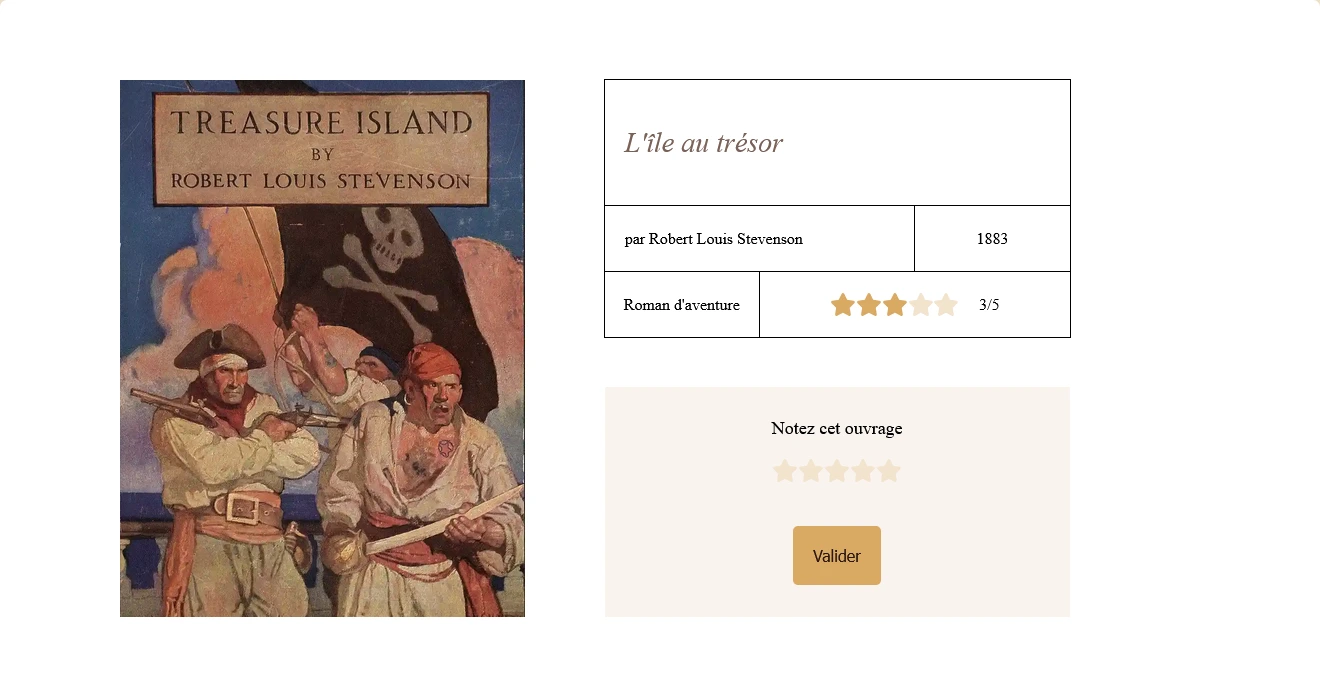 TREASURE ISLAND
BY
ROBERT LOUIS STEVENSON
L'île au trésor
par Robert Louis Stevenson
1883
Roman d'aventure
3/5
Notez cet ouvrage
Valider